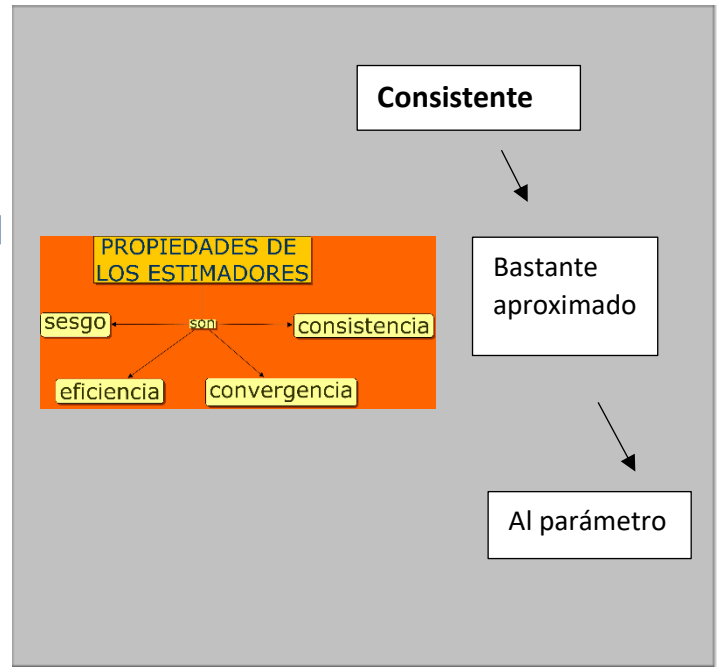 Consistente
PROPIEDADES DE
LOS ESTIMADORES
sesgo
son
consistencia
eficiencia
convergencia
Bastante
aproximado
Al parámetro